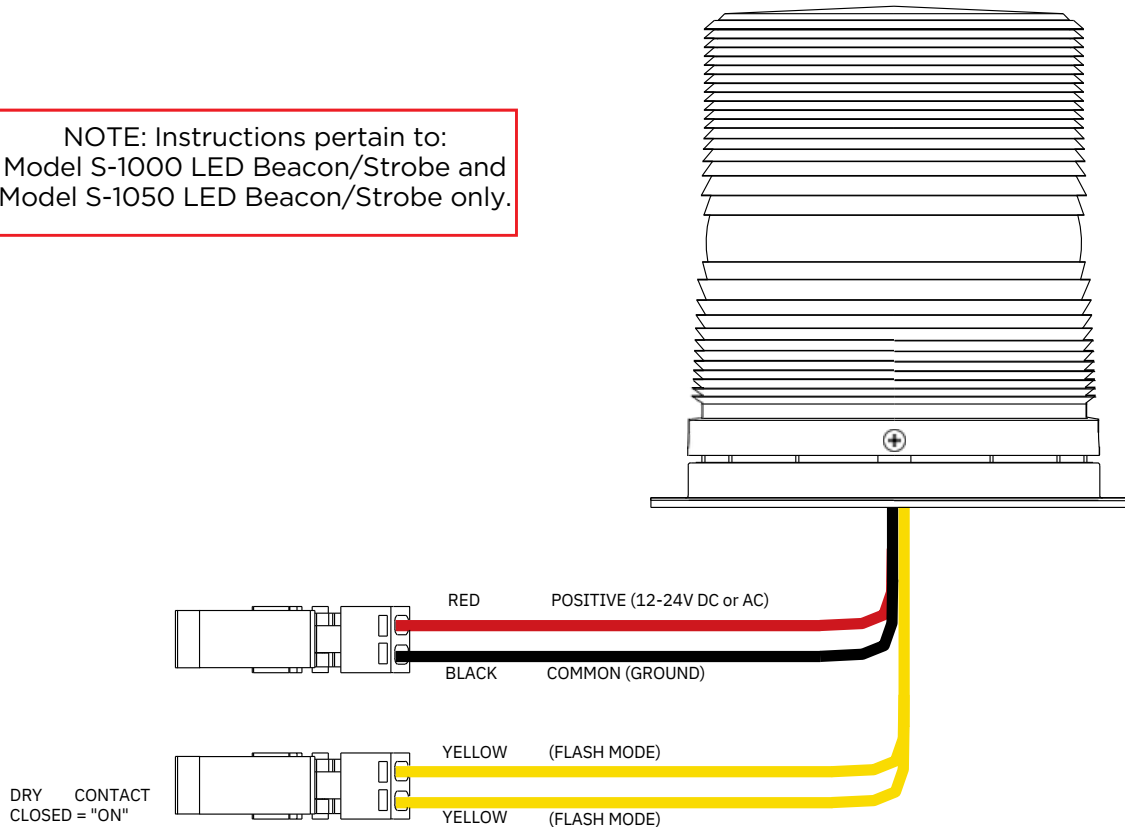 NOTE: Instructions pertain to:
Model S-1000 LED Beacon/Strobe and
Model S-1050 LED Beacon/Strobe only.
RED POSITIVE (12-24V DC or AC)
BLACK COMMON (GROUND)
YELLOW (FLASH MODE)
DRY CONTACT
CLOSED = "ON"
YELLOW (FLASH MODE)